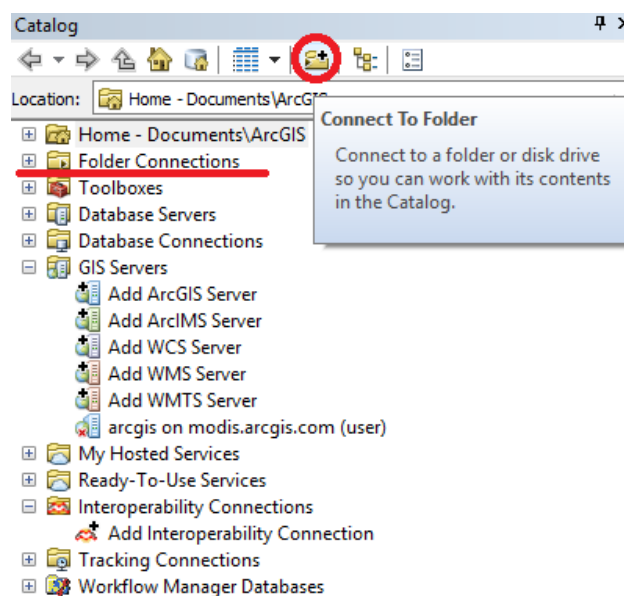 Catalog
Location: Home - Documents\ArcGIS
Connect To Folder
Connect to a folder or disk drive
so you can work with its contents
in the Catalog.
Home - Documents\ArcGIS
Folder Connections
Toolboxes
Database Servers
Database Connections
GIS Servers
Add ArcGIS Server
Add ArcIMS Server
Add WCS Server
Add WMS Server
Add WMTS Server
arcgis on modis.arcgis.com (user)
My Hosted Services
Ready-To-Use Services
Interoperability Connections
Add Interoperability Connection
Tracking Connections
Workflow Manager Databases